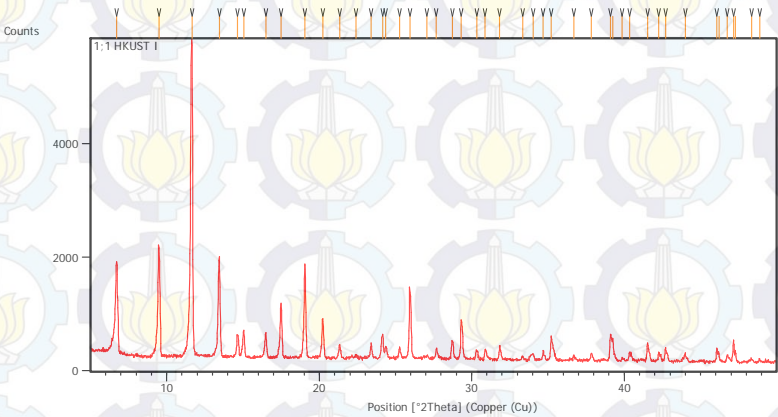 Counts
1:1 HKUST I
4000
2000
0
10 20 30 40
Position [°2Theta] (Copper (Cu))